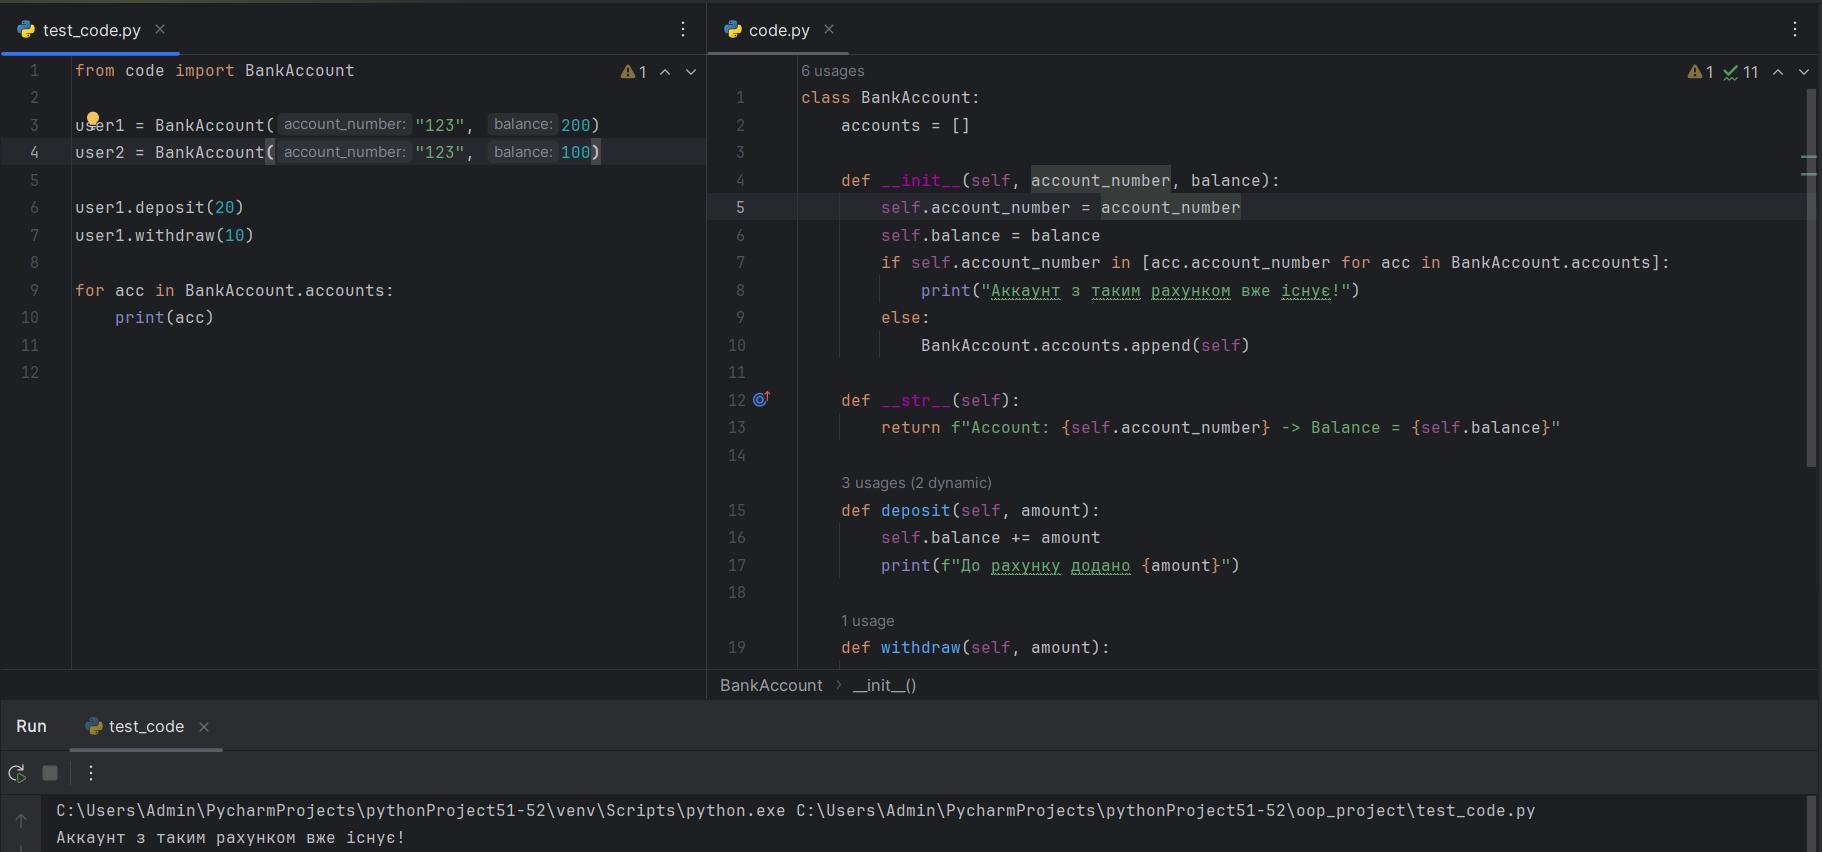 test_code.py
1 from code import BankAccount
1
2
3 user1 = BankAccount( account_number: "123", balance: 200)
4 user2 = BankAccount( account_number: "123", balance: 100)
5
6 user1.deposit(20)
7 user1.withdraw(10)
8
9 for acc in BankAccount.accounts:
10 print(acc)
11
12
code.py
6 usages
1 11
1 class BankAccount:
2 accounts = []
3
4 def __init__(self, account_number, balance):
5 self.account_number = account_number
6 self.balance = balance
7 if self.account_number in [acc.account_number for acc in BankAccount.accounts]:
8 print("Аккаунт з таким рахунком вже існує!")
9 else:
10 BankAccount.accounts.append(self)
11
12 def __str__(self):
13 return f"Account: {self.account_number} -> Balance = {self.balance}"
14
3 usages (2 dynamic)
15 def deposit(self, amount):
16 self.balance += amount
17 print(f"До рахунку додано {amount}")
18
1 usage
19 def withdraw(self, amount):
BankAccount › __init__()
Run test_code
C:\Users\Admin\PycharmProjects\pythonProject51-52\venv\Scripts\python.exe C:\Users\Admin\PycharmProjects\pythonProject51-52\oop_project\test_code.py
Аккаунт з таким рахунком вже існує!